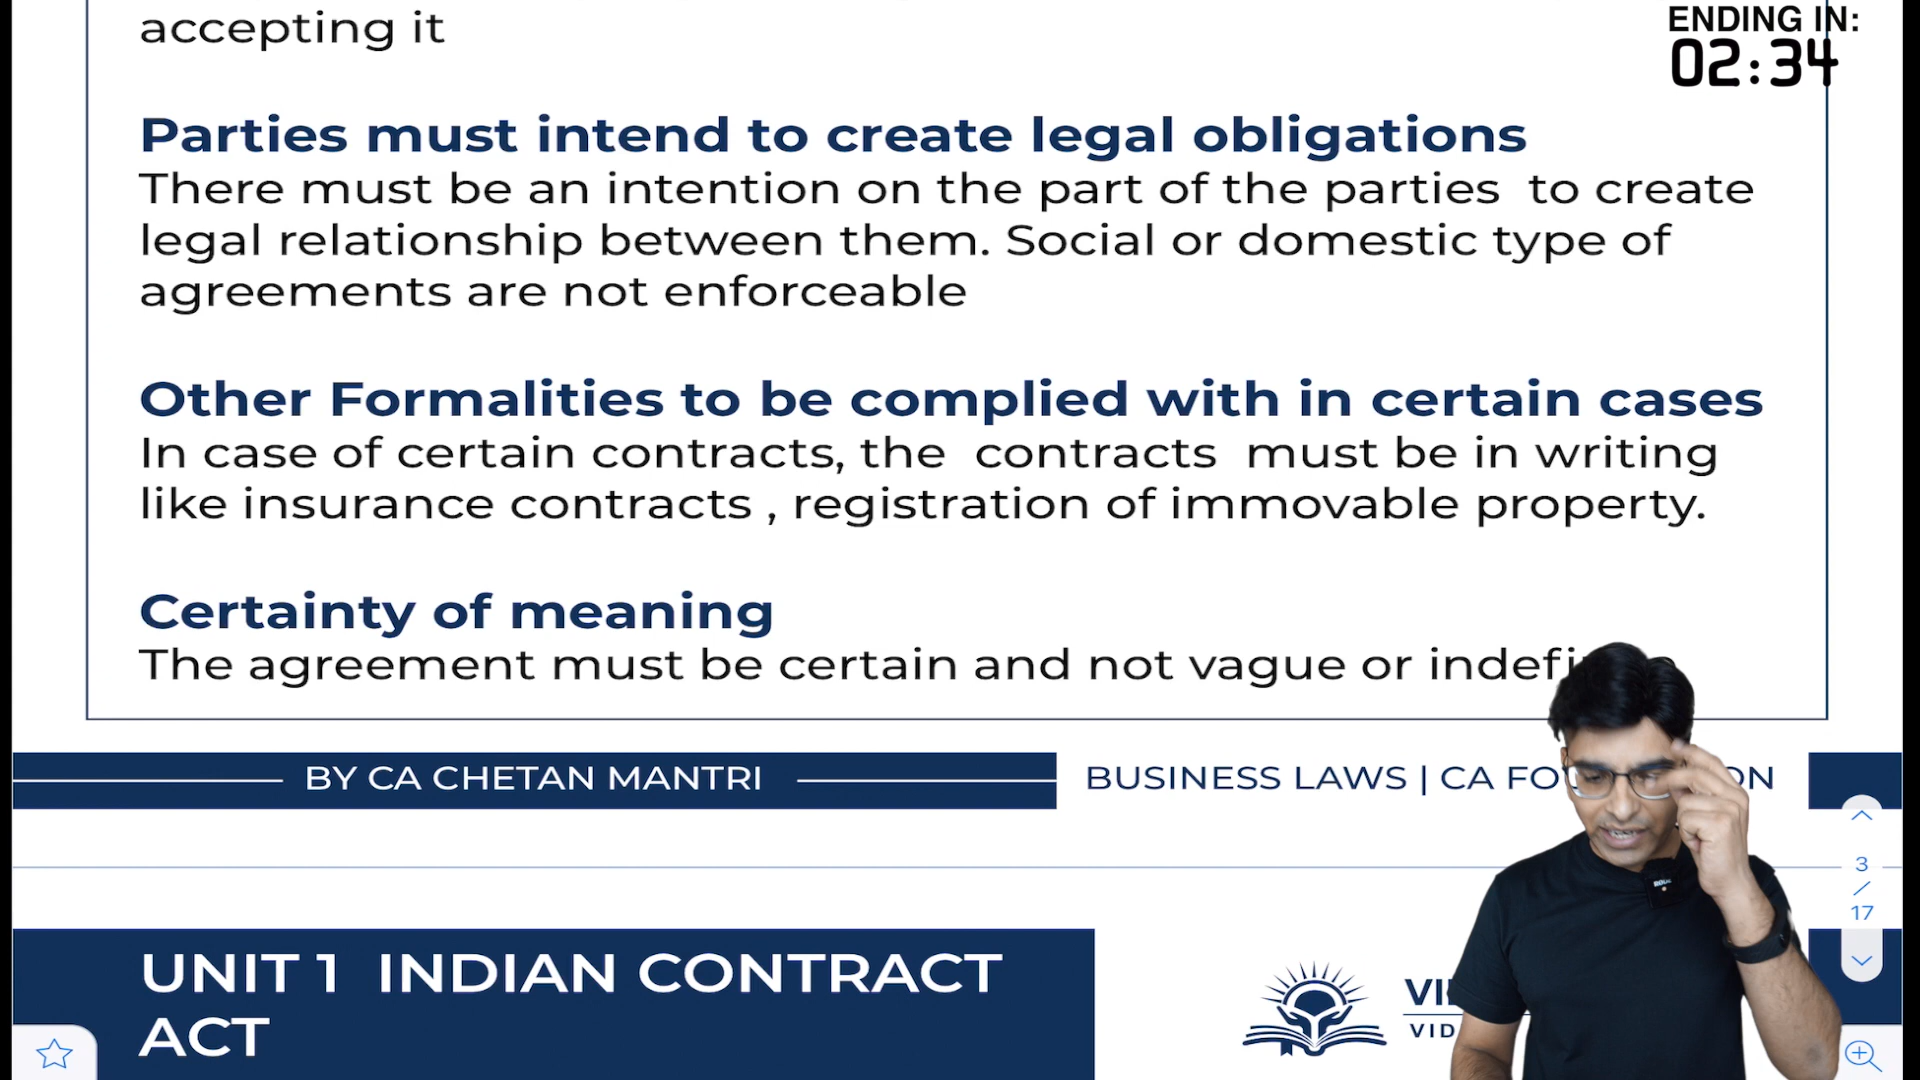 accepting it
ENDING IN:
02:34
Parties must intend to create legal obligations
There must be an intention on the part of the parties to create
legal relationship between them. Social or domestic type of
agreements are not enforceable
Other Formalities to be complied with in certain cases
In case of certain contracts, the contracts must be in writing
like insurance contracts , registration of immovable property.
Certainty of meaning
The agreement must be certain and not vague or
BY CA CHETAN MANTRI
BUSINESS LAWS | CA
3
/
17
UNIT 1 INDIAN CONTRACT
ACT